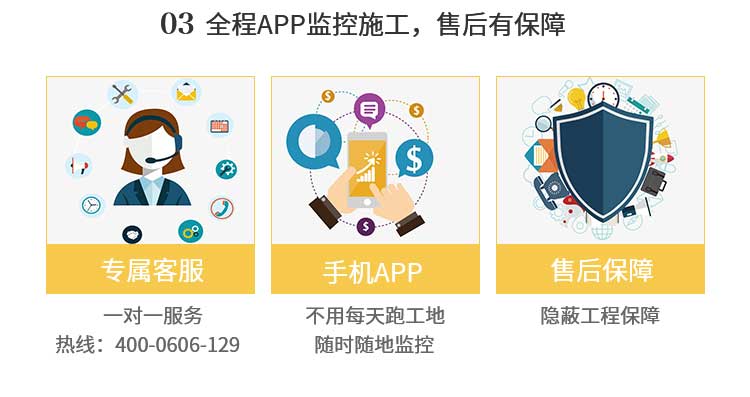 03 全程APP监控施工，售后有保障
专属客服
手机APP
售后保障
一对一服务
热线：400-0606-129
不用每天跑工地
随时随地监控
隐蔽工程保障